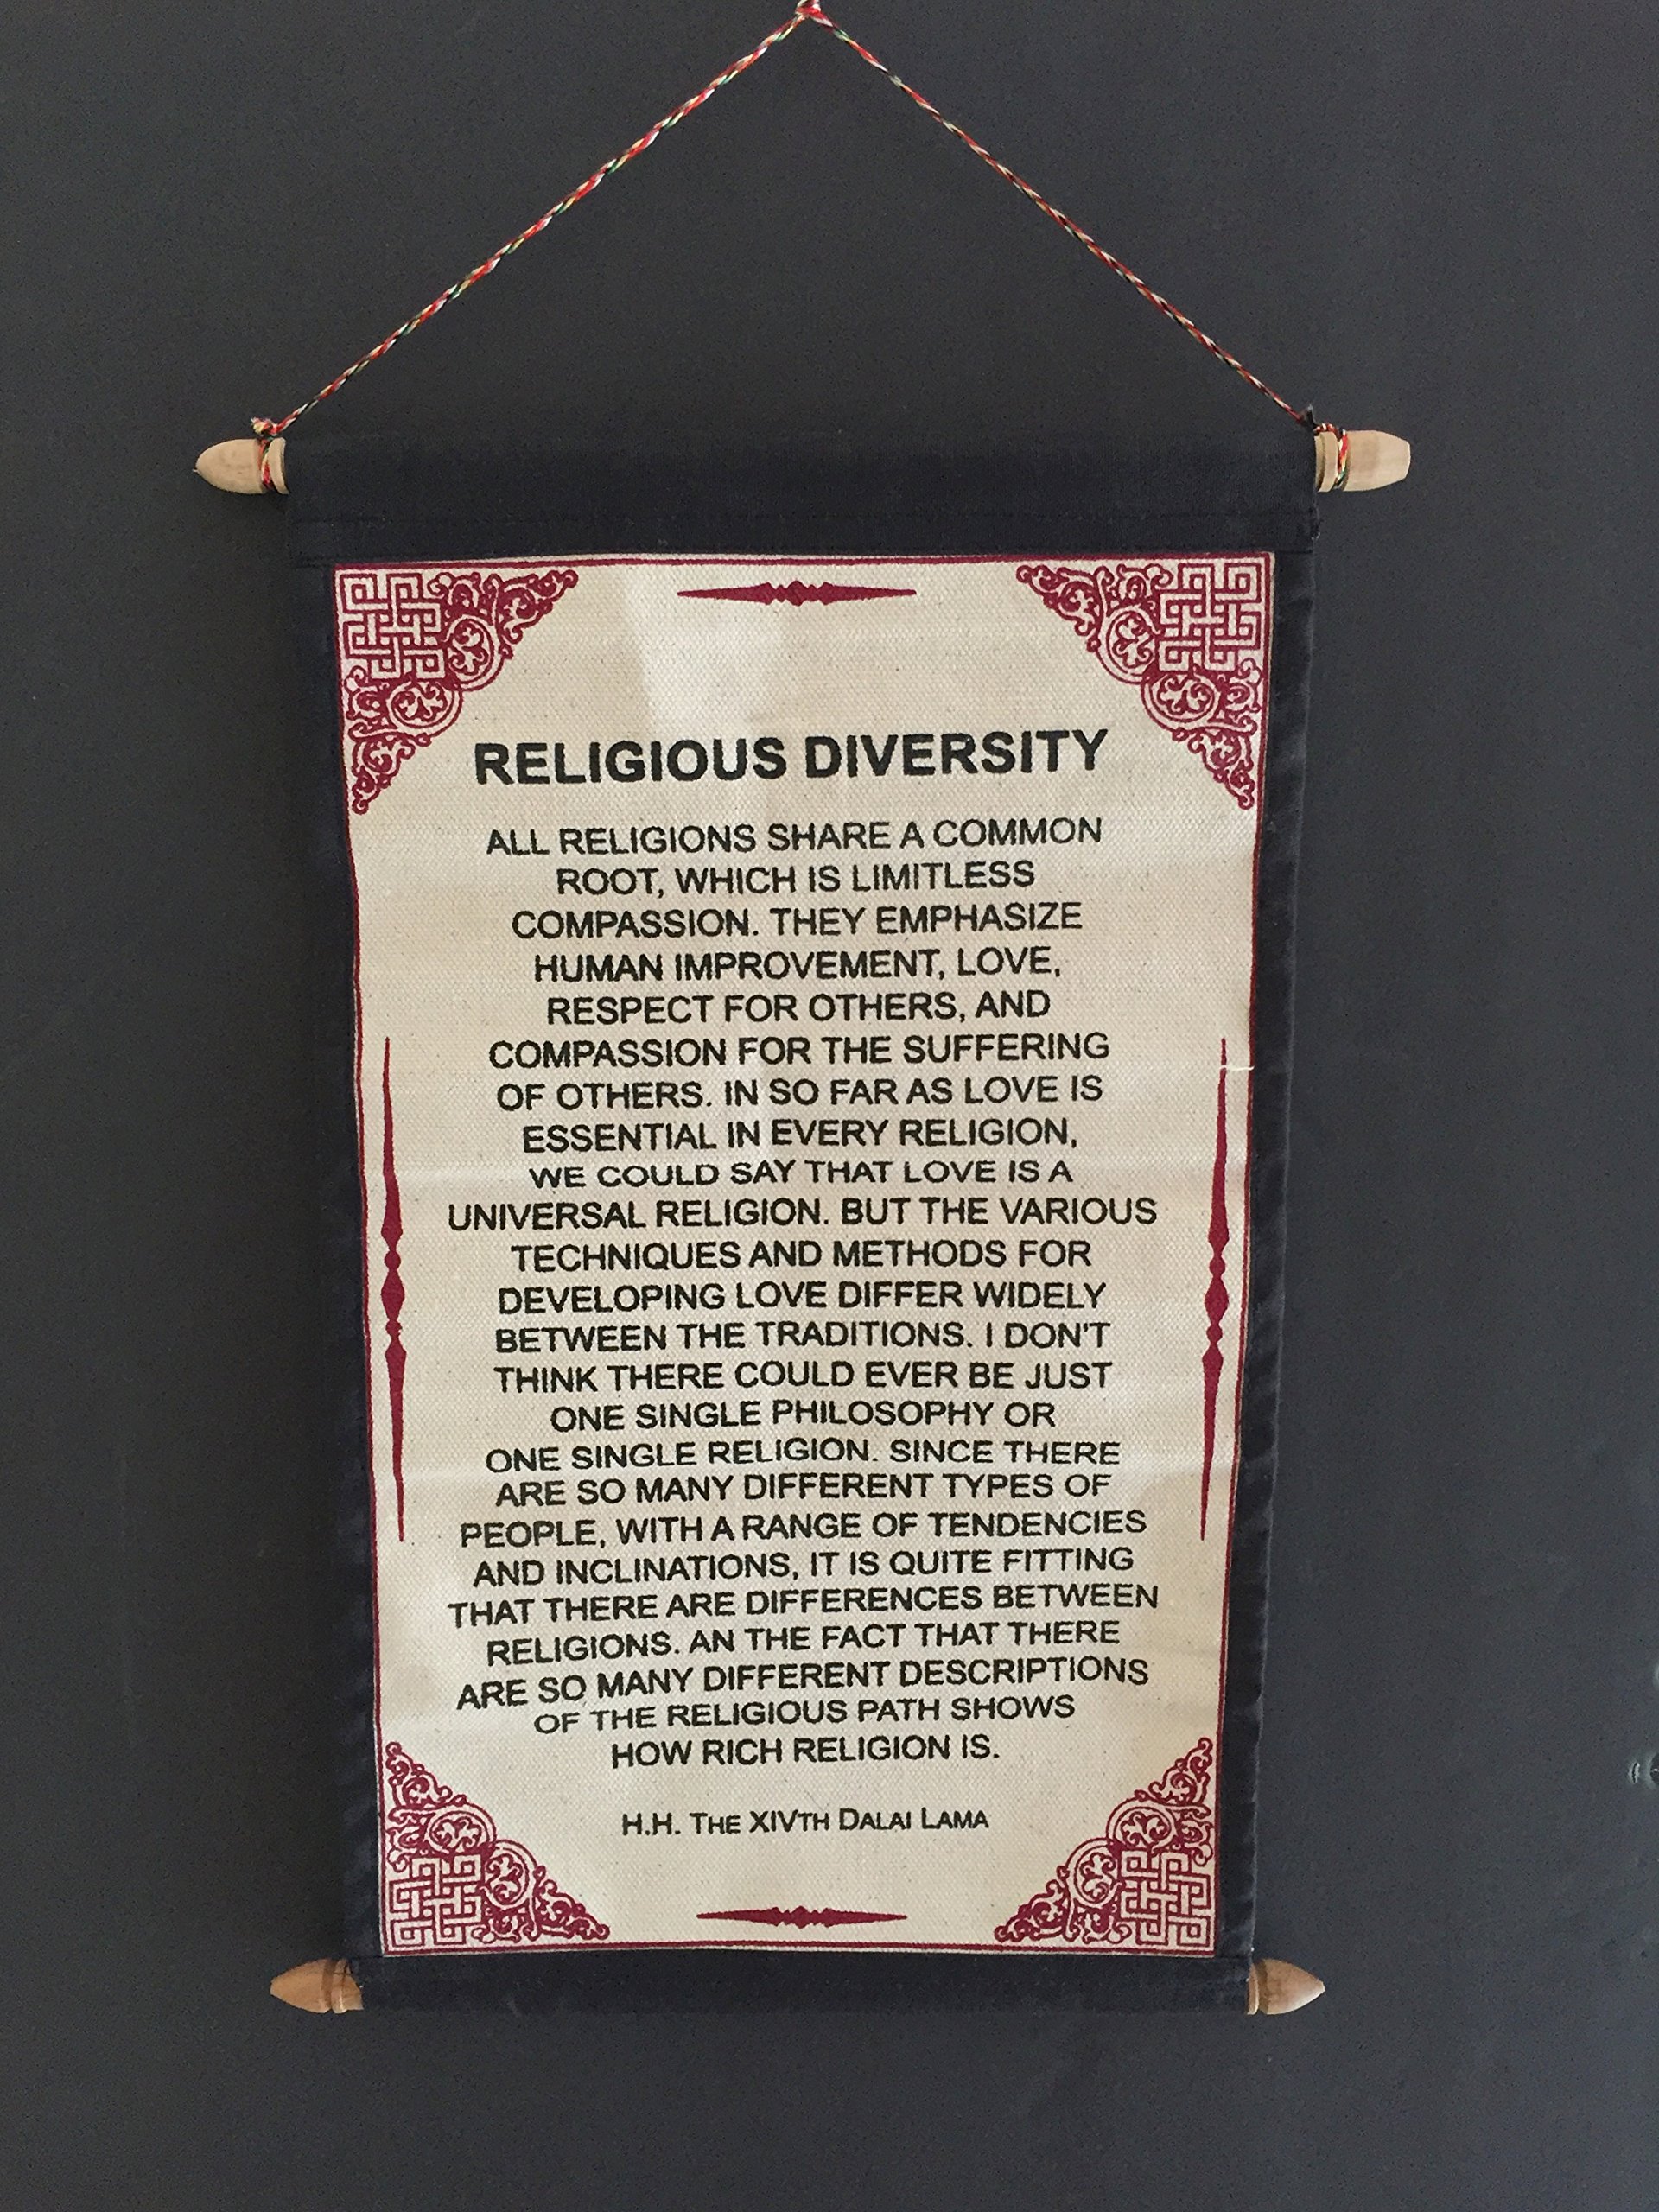 RELIGIOUS DIVERSITY
ALL RELIGIONS SHARE A COMMON
ROOT, WHICH IS LIMITLESS
COMPASSION. THEY EMPHASIZE
HUMAN IMPROVEMENT, LOVE,
RESPECT FOR OTHERS, AND
COMPASSION FOR THE SUFFERING
OF OTHERS. IN SO FAR AS LOVE IS
ESSENTIAL IN EVERY RELIGION,
WE COULD SAY THAT LOVE IS A
UNIVERSAL RELIGION. BUT THE VARIOUS
TECHNIQUES AND METHODS FOR
DEVELOPING LOVE DIFFER WIDELY
BETWEEN THE TRADITIONS. I DON'T
THINK THERE COULD EVER BE JUST
ONE SINGLE PHILOSOPHY OR
ONE SINGLE RELIGION. SINCE THERE
ARE SO MANY DIFFERENT TYPES OF
PEOPLE, WITH A RANGE OF TENDENCIES
AND INCLINATIONS, IT IS QUITE FITTING
THAT THERE ARE DIFFERENCES BETWEEN
RELIGIONS. AN THE FACT THAT THERE
ARE SO MANY DIFFERENT DESCRIPTIONS
OF THE RELIGIOUS PATH SHOWS
HOW RICH RELIGION IS.
H.H. THE XIVTH DALAI LAMA